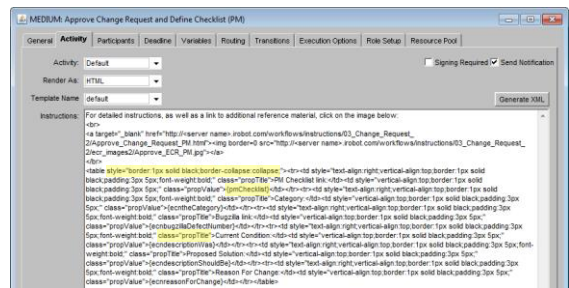 MEDIUM: Approve Change Request and Define Checklist (PM)
General Activity Participants Deadline Variables Routing Transitions Execution Options Role Setup Resource Pool
Activity: Default Signing Required Send Notification
Render As: HTML
Template Name default Generate XML
Instructions: For detailed instructions, as well as a link to additional reference material, click on the image below:
<br>
<a target="_blank" href="http://<server name>.irobot.com/workflows/instructions/03_Change_Request_
2/Approve_Change_Request_PM.html"><img border=0 src="http://<server name>.irobot.com/workflows/instructions/03_Change_Request_
2/ecr_images2/Approve_ECR_PM.jpg"></a>
</br>
<table style="border:1px solid black;border-collapse:collapse;"><tr><td style="text-align:right;vertical-align:top;border:1px solid
black;padding:3px 5px;font-weight:bold;" class="propTitle">PM Checklist link:</td><td style="vertical-align:top;border:1px solid
black;padding:3px 5px;" class="propValue">{pmChecklist}</td></tr><tr><td style="text-align:right;vertical-align:top;border:1px solid
black;padding:3px 5px;font-weight:bold;" class="propTitle">Category:</td><td style="vertical-align:top;border:1px solid black;padding:3px
5px;" class="propValue">{ecntheCategory}</td></tr><tr><td style="text-align:right;vertical-align:top;border:1px solid black;padding:3px
5px;font-weight:bold;" class="propTitle">Bugzilla link:</td><td style="vertical-align:top;border:1px solid black;padding:3px 5px;"
class="propValue">{ecnbugzillaDefectNumber}</td></tr><tr><td style="text-align:right;vertical-align:top;border:1px solid black;padding:3px
5px;font-weight:bold;" class="propTitle">Current Condition:</td><td style="vertical-align:top;border:1px solid black;padding:3px 5px;"
class="propValue">{ecndescriptionWas}</td></tr><tr><td style="text-align:right;vertical-align:top;border:1px solid black;padding:3px 5px;font-
weight:bold;" class="propTitle">Proposed Solution:</td><td style="vertical-align:top;border:1px solid black;padding:3px 5px;"
class="propValue">{ecndescriptionShouldBe}</td></tr><tr><td style="text-align:right;vertical-align:top;border:1px solid black;padding:3px
5px;font-weight:bold;" class="propTitle">Reason For Change:</td><td style="vertical-align:top;border:1px solid black;padding:3px 5px;"
class="propValue">{ecnreasonForChange}</td></tr></table>